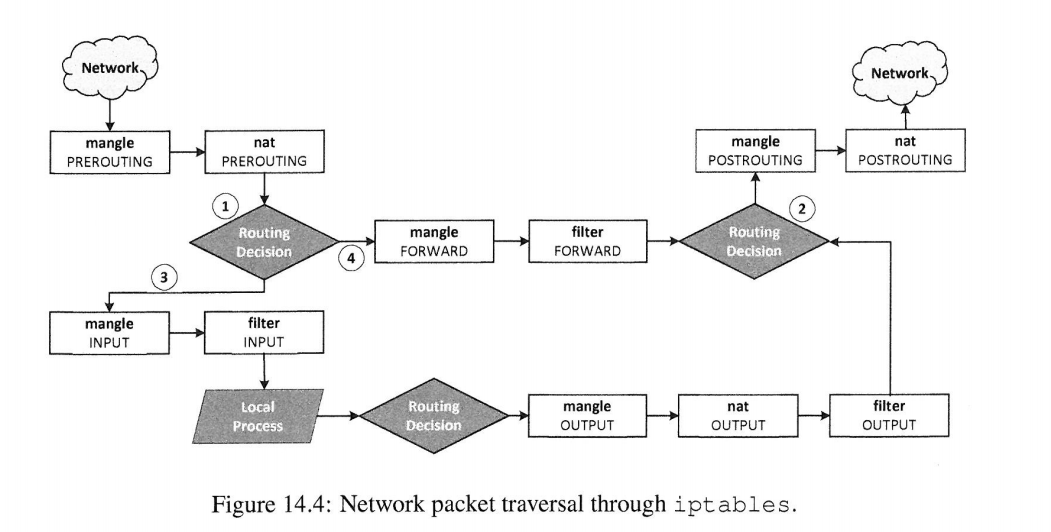 Network
Network
mangle
PREROUTING
nat
PREROUTING
mangle
POSTROUTING
nat
POSTROUTING
1
Routing
Decision
4
mangle
FORWARD
filter
FORWARD
2
Routing
Decision
3
mangle
INPUT
filter
INPUT
Local
Process
Routing
Decision
mangle
OUTPUT
nat
OUTPUT
filter
OUTPUT
Figure 14.4: Network packet traversal through iptables.